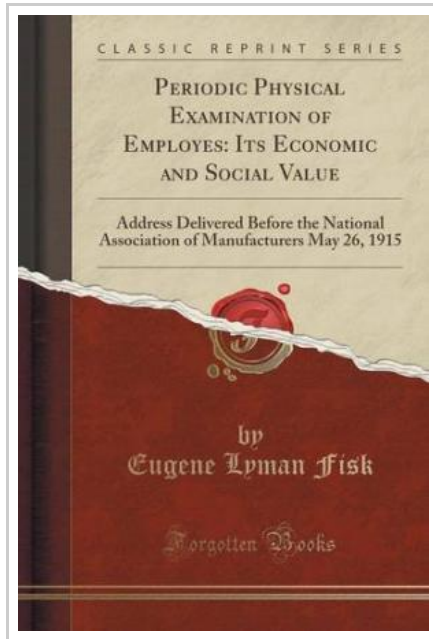 CLASSIC REPRINT SERIES
PERIODIC PHYSICAL
EXAMINATION OF
EMPLOYES: ITS ECONOMIC
AND SOCIAL VALUE
Address Delivered Before the National
Association of Manufacturers May 26, 1915
by
Eugene Lyman Fisk
Forgotten Books